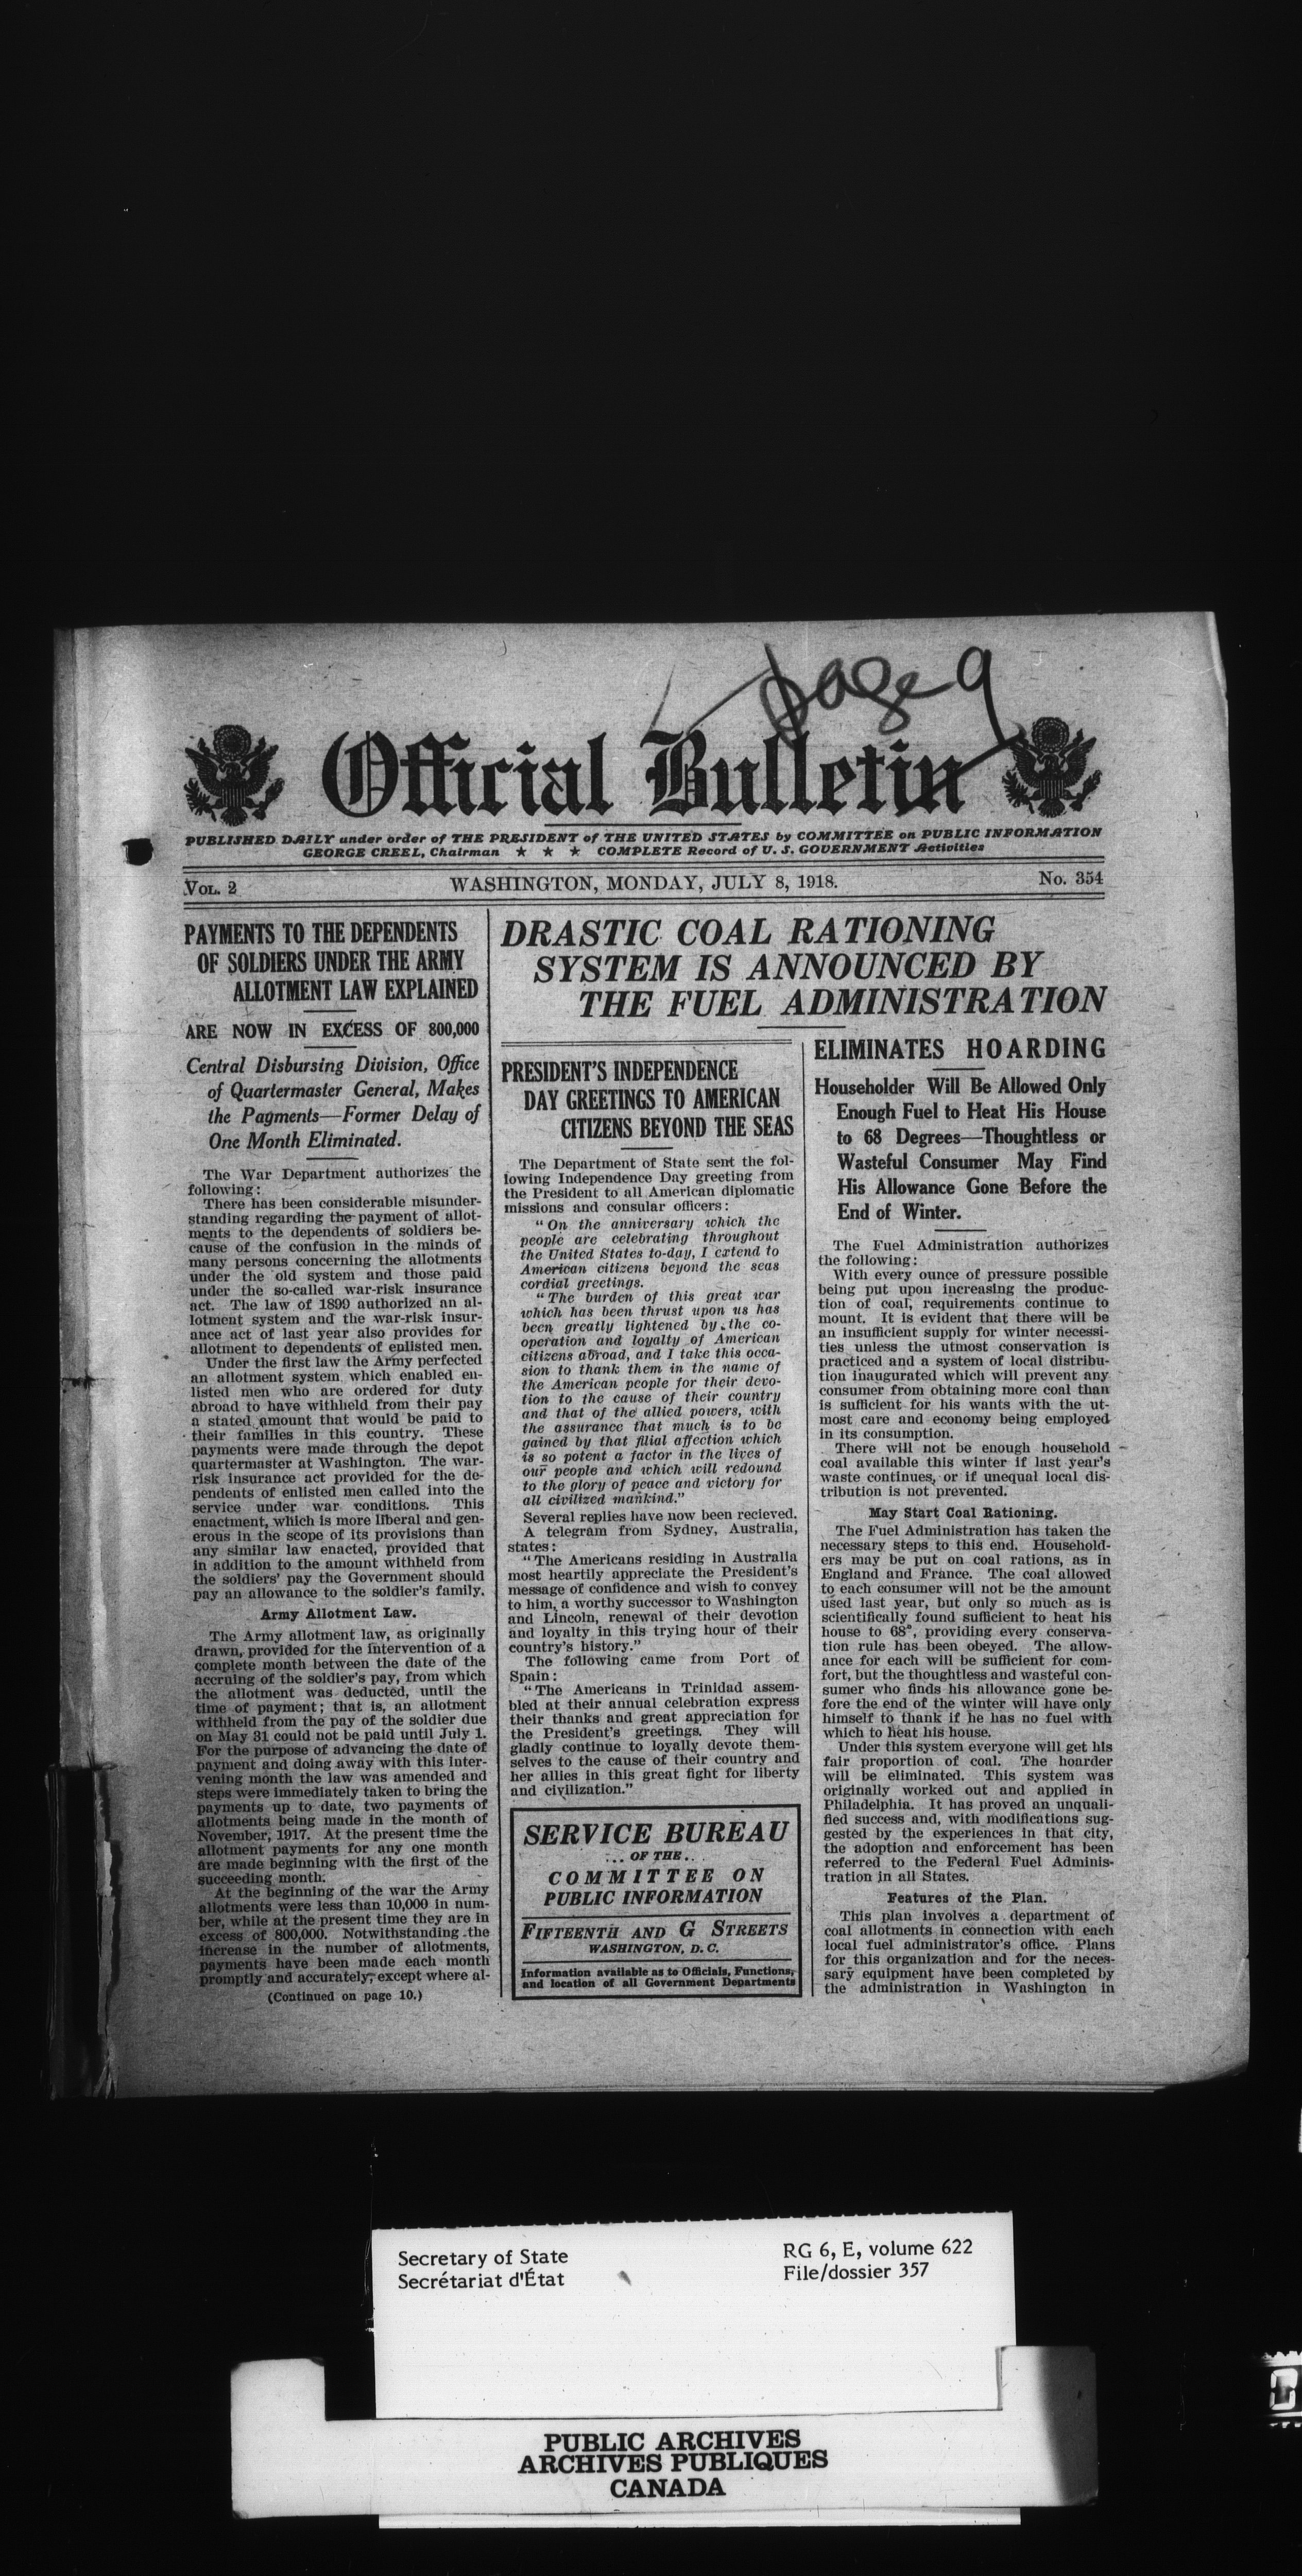 page 9
Official Bulletin
PUBLISHED DAILY under order of THE PRESIDENT of THE UNITED STATES by COMMITTEE on PUBLIC INFORMATION
GEORGE CREEL, Chairman ★ ★ ★ COMPLETE Record of U. S. GOVERNMENT Activities
VOL. 2 WASHINGTON, MONDAY, JULY 8, 1918. No. 354
PAYMENTS TO THE DEPENDENTS
OF SOLDIERS UNDER THE ARMY
ALLOTMENT LAW EXPLAINED
ARE NOW IN EXCESS OF 800,000
Central Disbursing Division, Office
of Quartermaster General, Makes
the Payments—Former Delay of
One Month Eliminated.
The War Department authorizes the
following:
There has been considerable misunder-
standing regarding the payment of allot-
ments to the dependents of soldiers be-
cause of the confusion in the minds of
many persons concerning the allotments
under the old system and those paid
under the so-called war-risk insurance
act. The law of 1899 authorized an al-
lotment system and the war-risk insur-
ance act of last year also provides for
allotment to dependents of enlisted men.
Under the first law the Army perfected
an allotment system which enabled en-
listed men who are ordered for duty
abroad to have withheld from their pay
a stated amount that would be paid to
their families in this country. These
payments were made through the depot
quartermaster at Washington. The war-
risk insurance act provided for the de-
pendents of enlisted men called into the
service under war conditions. This
enactment, which is more liberal and gen-
erous in the scope of its provisions than
any similar law enacted, provided that
in addition to the amount withheld from
the soldiers' pay the Government should
pay an allowance to the soldier's family.
Army Allotment Law.
The Army allotment law, as originally
drawn, provided for the intervention of a
complete month between the date of the
accruing of the soldier's pay, from which
the allotment was deducted, until the
time of payment; that is, an allotment
withheld from the pay of the soldier due
on May 31 could not be paid until July 1.
For the purpose of advancing the date of
payment and doing away with this inter-
vening month the law was amended and
steps were immediately taken to bring the
payments up to date, two payments of
allotments being made in the month of
November, 1917. At the present time the
allotment payments for any one month
are made beginning with the first of the
succeeding month.
At the beginning of the war the Army
allotments were less than 10,000 in num-
ber, while at the present time they are in
excess of 800,000. Notwithstanding the
increase in the number of allotments,
payments have been made each month
promptly and accurately, except where al-
(Continued on page 10.)
DRASTIC COAL RATIONING
SYSTEM IS ANNOUNCED BY
THE FUEL ADMINISTRATION
PRESIDENT'S INDEPENDENCE
DAY GREETINGS TO AMERICAN
CITIZENS BEYOND THE SEAS
The Department of State sent the fol-
lowing Independence Day greeting from
the President to all American diplomatic
missions and consular officers:
"On the anniversary which the
people are celebrating throughout
the United States to-day, I extend to
American citizens beyond the seas
cordial greetings.
"The burden of this great war
which has been thrust upon us has
been greatly lightened by the co-
operation and loyalty of American
citizens abroad, and I take this occa-
sion to thank them in the name of
the American people for their devo-
tion to the cause of their country
and that of the allied powers, with
the assurance that much is to be
gained by that filial affection which
is so potent a factor in the lives of
our people and which will redound
to the glory of peace and victory for
all civilized mankind."
Several replies have now been recieved.
A telegram from Sydney, Australia,
states:
"The Americans residing in Australia
most heartily appreciate the President's
message of confidence and wish to convey
to him, a worthy successor to Washington
and Lincoln, renewal of their devotion
and loyalty in this trying hour of their
country's history."
The following came from Port of
Spain:
"The Americans in Trinidad assem-
bled at their annual celebration express
their thanks and great appreciation for
the President's greetings. They will
gladly continue to loyally devote them-
selves to the cause of their country and
her allies in this great fight for liberty
and civilization."
SERVICE BUREAU
... OF THE ...
COMMITTEE ON
PUBLIC INFORMATION
FIFTEENTH AND G STREETS
WASHINGTON, D. C.
Information available as to Officials, Functions,
and location of all Government Departments
ELIMINATES HOARDING
Householder Will Be Allowed Only
Enough Fuel to Heat His House
to 68 Degrees—Thoughtless or
Wasteful Consumer May Find
His Allowance Gone Before the
End of Winter.
The Fuel Administration authorizes
the following:
With every ounce of pressure possible
being put upon increasing the produc-
tion of coal, requirements continue to
mount. It is evident that there will be
an insufficient supply for winter necessi-
ties unless the utmost conservation is
practiced and a system of local distribu-
tion inaugurated which will prevent any
consumer from obtaining more coal than
is sufficient for his wants with the ut-
most care and economy being employed
in its consumption.
There will not be enough household
coal available this winter if last year's
waste continues, or if unequal local dis-
tribution is not prevented.
May Start Coal Rationing.
The Fuel Administration has taken the
necessary steps to this end. Household-
ers may be put on coal rations, as in
England and France. The coal allowed
to each consumer will not be the amount
used last year, but only so much as is
scientifically found sufficient to heat his
house to 68°, providing every conserva-
tion rule has been obeyed. The allow-
ance for each will be sufficient for com-
fort, but the thoughtless and wasteful con-
sumer who finds his allowance gone be-
fore the end of the winter will have only
himself to thank if he has no fuel with
which to heat his house.
Under this system everyone will get his
fair proportion of coal. The hoarder
will be eliminated. This system was
originally worked out and applied in
Philadelphia. It has proved an unquali-
fied success and, with modifications sug-
gested by the experiences in that city,
the adoption and enforcement has been
referred to the Federal Fuel Adminis-
tration in all States.
Features of the Plan.
This plan involves a department of
coal allotments in connection with each
local fuel administrator's office. Plans
for this organization and for the neces-
sary equipment have been completed by
the administration in Washington in
Secretary of State
Secrétariat d'État
RG 6, E, volume 622
File/dossier 357
PUBLIC ARCHIVES
ARCHIVES PUBLIQUES
CANADA